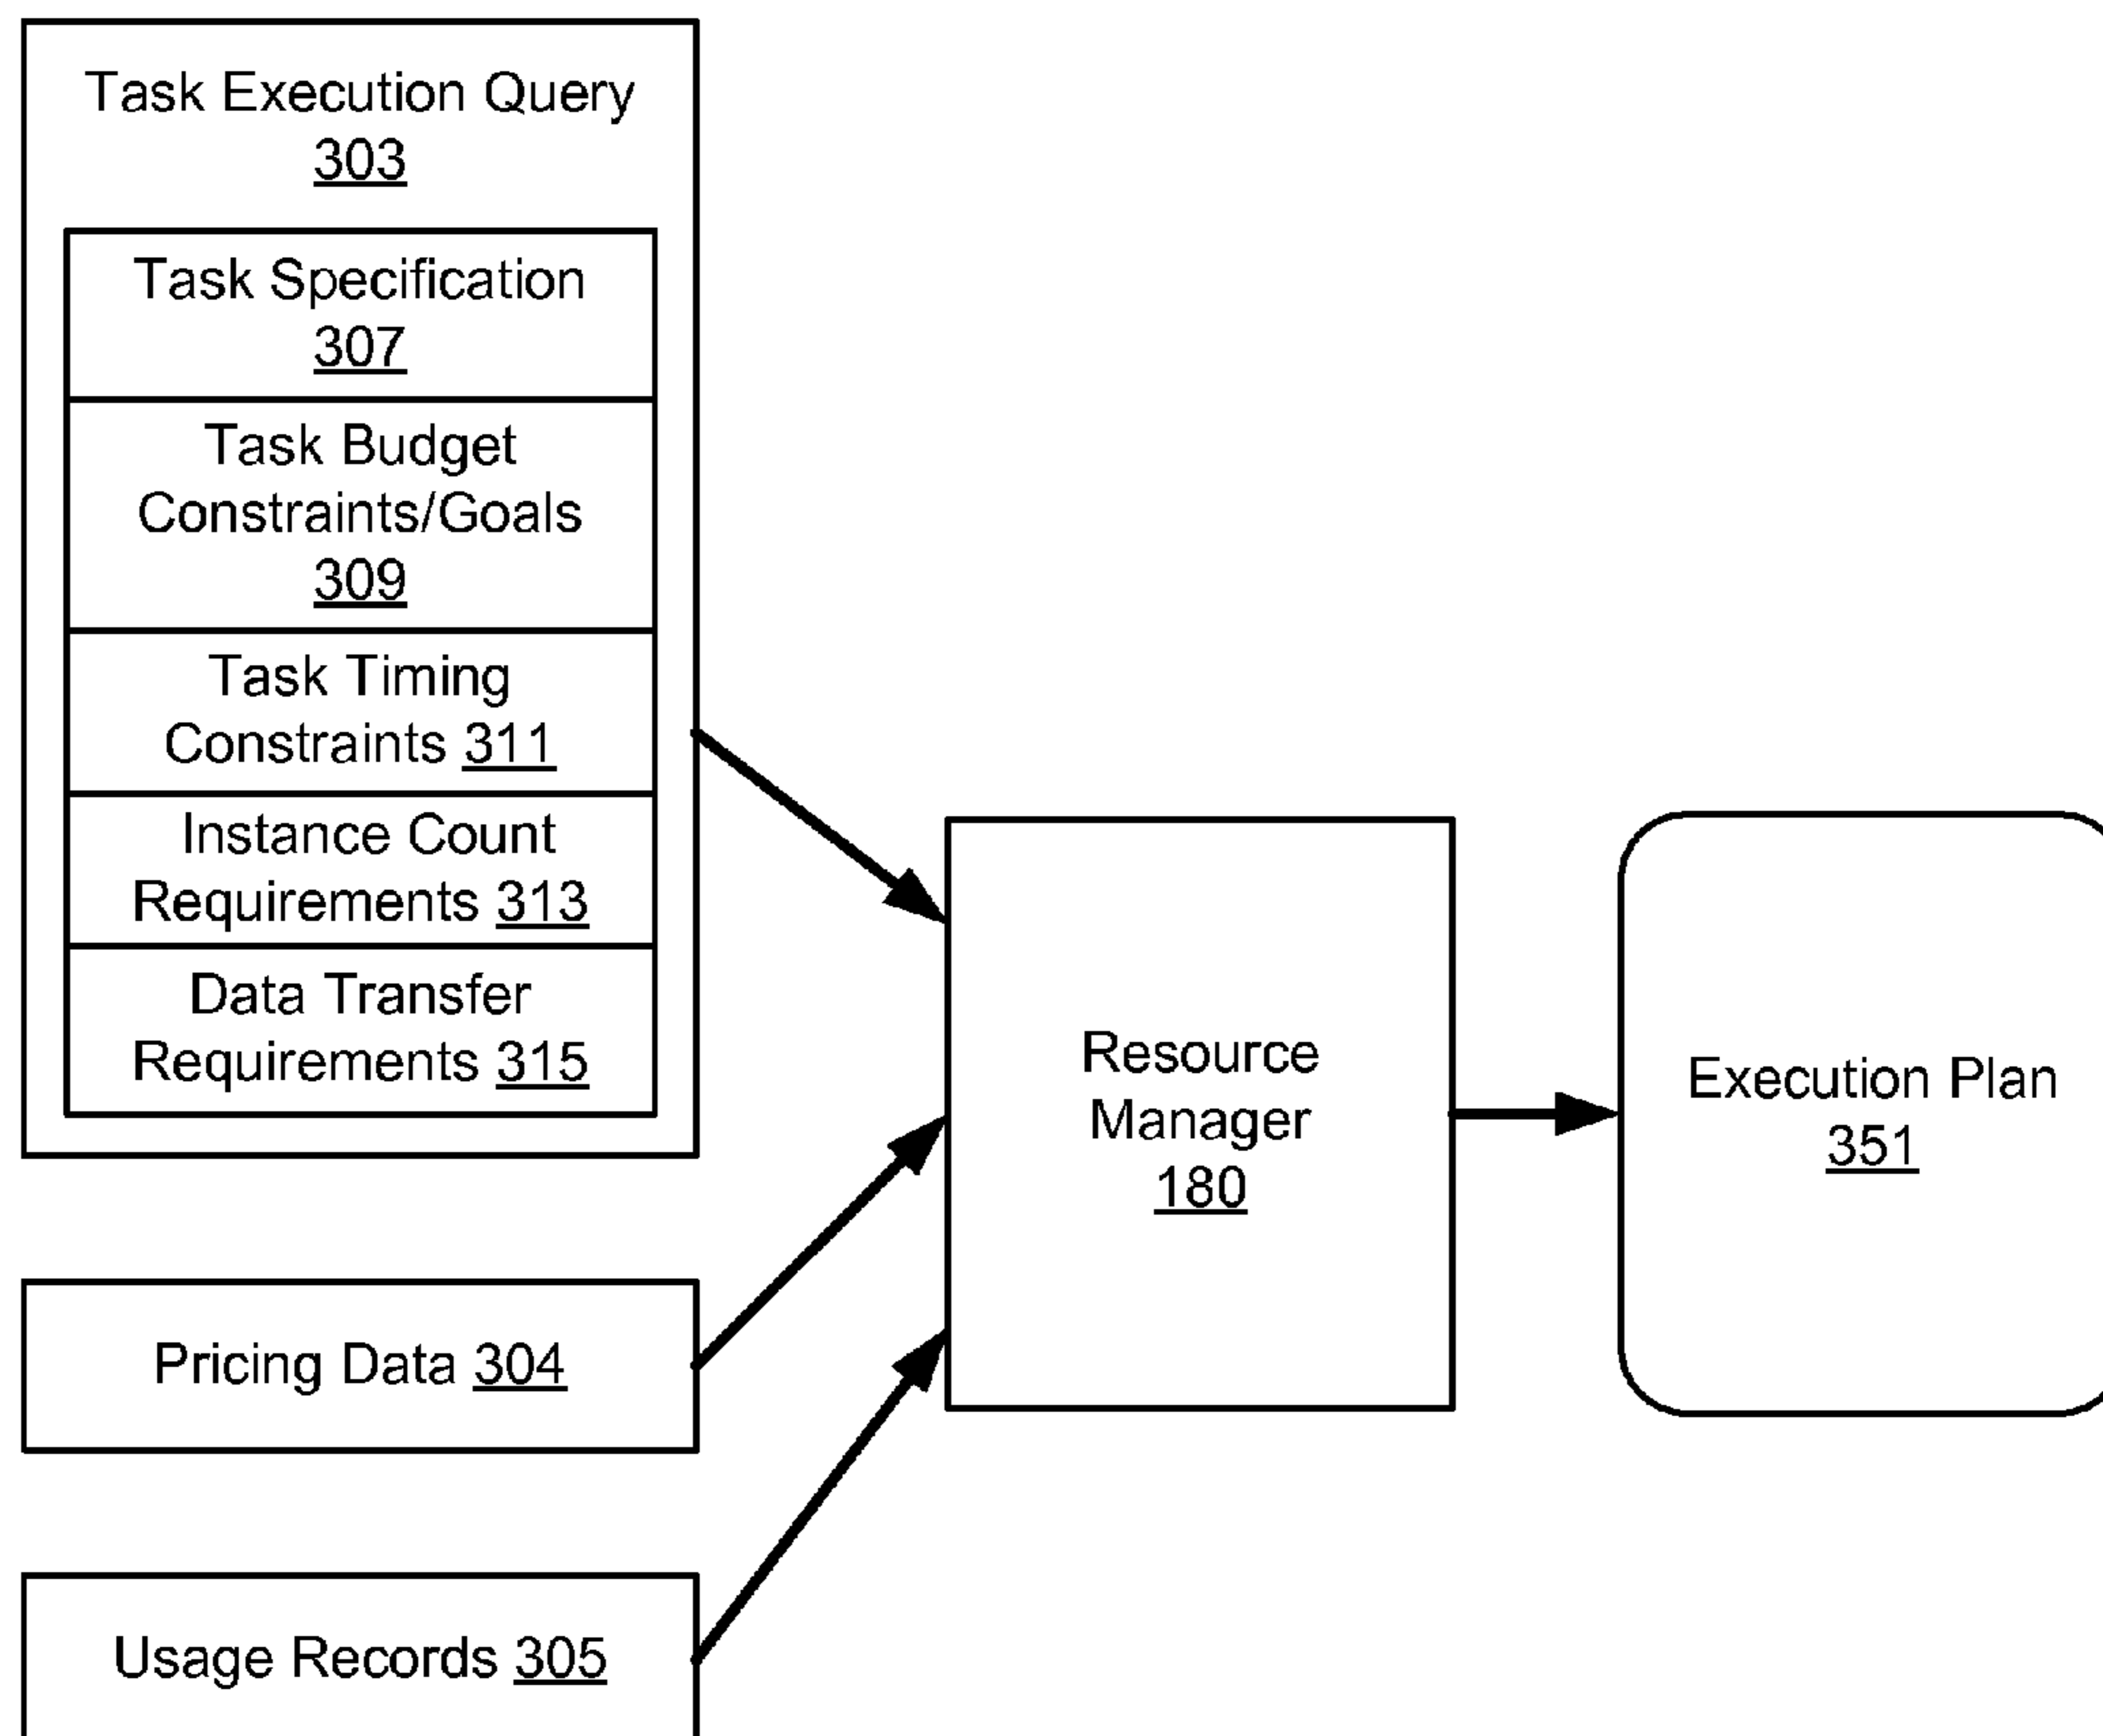 Task Execution Query
303
Task Specification
307
Task Budget
Constraints/Goals
309
Task Timing
Constraints 311
Instance Count
Requirements 313
Data Transfer
Requirements 315
Resource
Manager
180
Execution Plan
351
Pricing Data 304
Usage Records 305